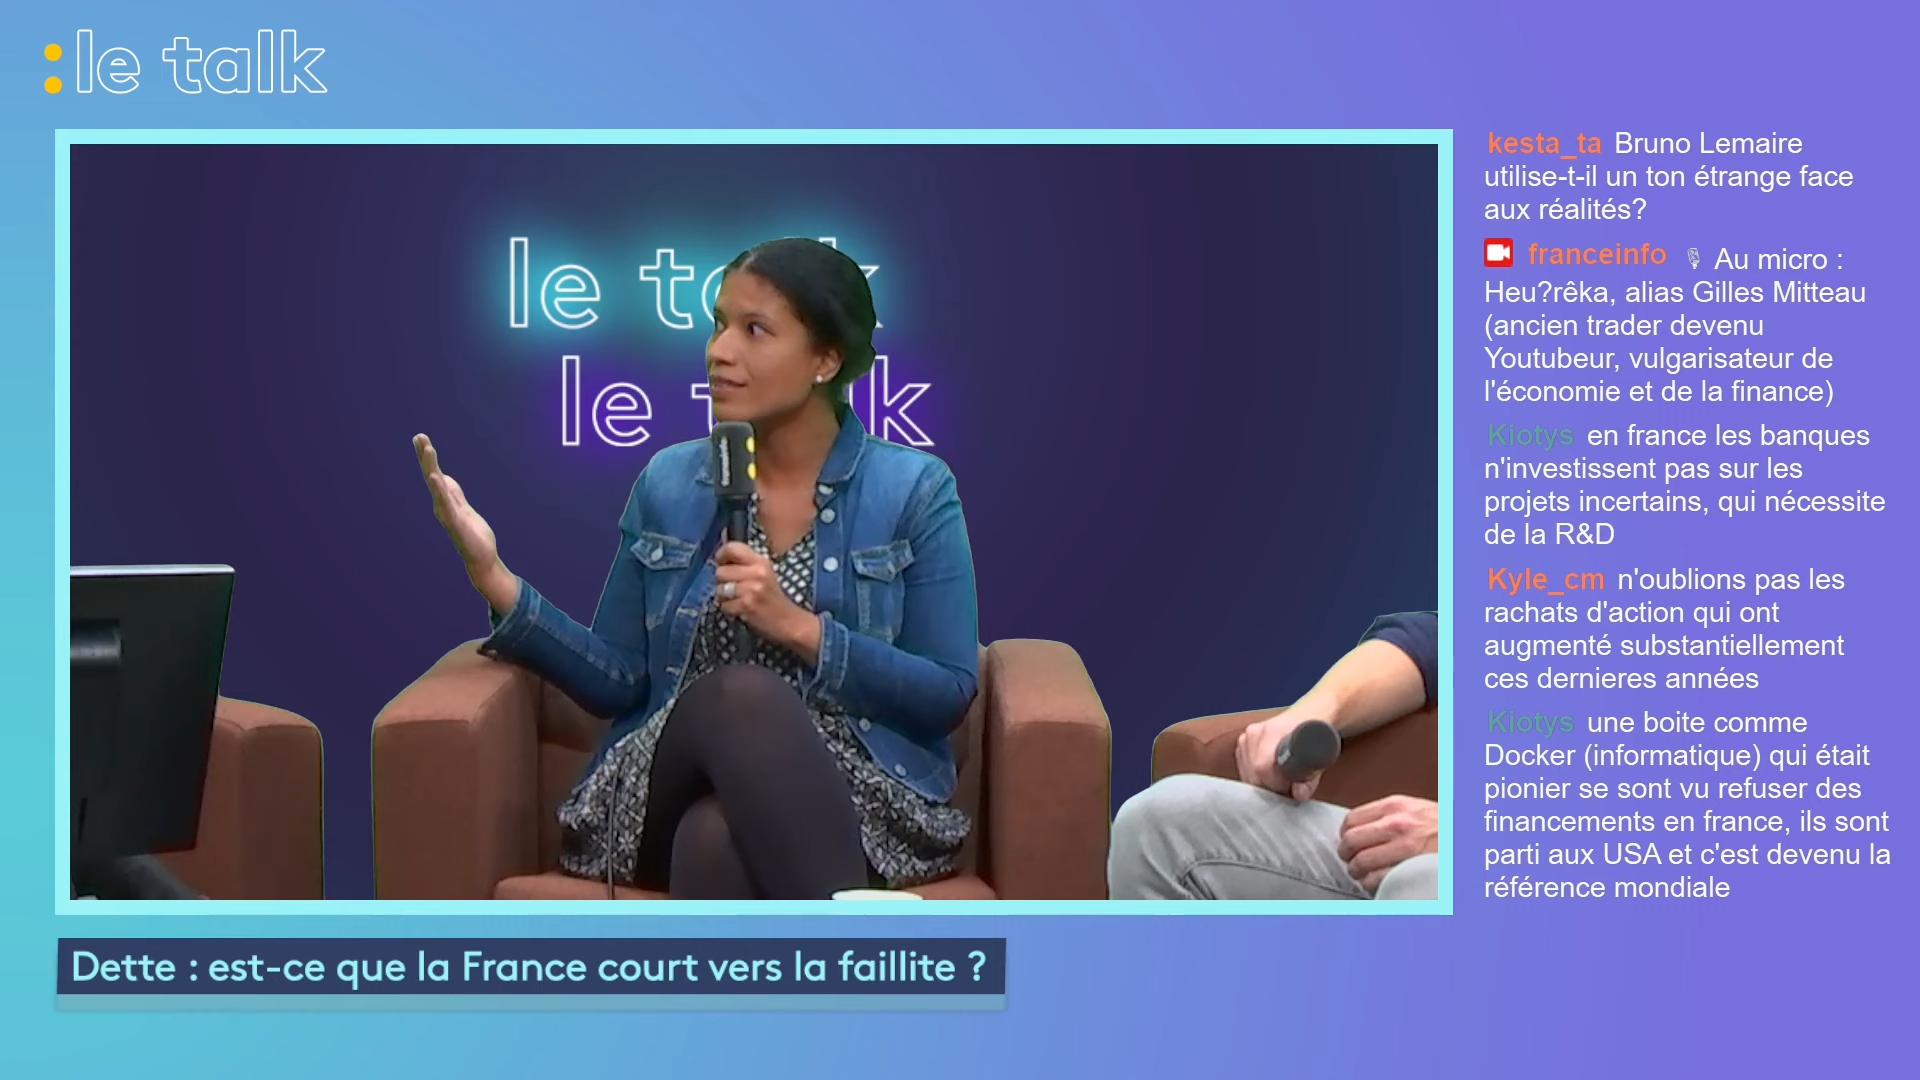 :le talk
le talk
le talk
kesta_ta Bruno Lemaire
utilise-t-il un ton étrange face
aux réalités?
franceinfo 🎙 Au micro :
Heu?rêka, alias Gilles Mitteau
(ancien trader devenu
Youtubeur, vulgarisateur de
l'économie et de la finance)
Kiotys en france les banques
n'investissent pas sur les
projets incertains, qui nécessite
de la R&D
Kyle_cm n'oublions pas les
rachats d'action qui ont
augmenté substantiellement
ces dernieres années
Kiotys une boite comme
Docker (informatique) qui était
pionier se sont vu refuser des
financements en france, ils sont
parti aux USA et c'est devenu la
référence mondiale
Dette : est-ce que la France court vers la faillite ?